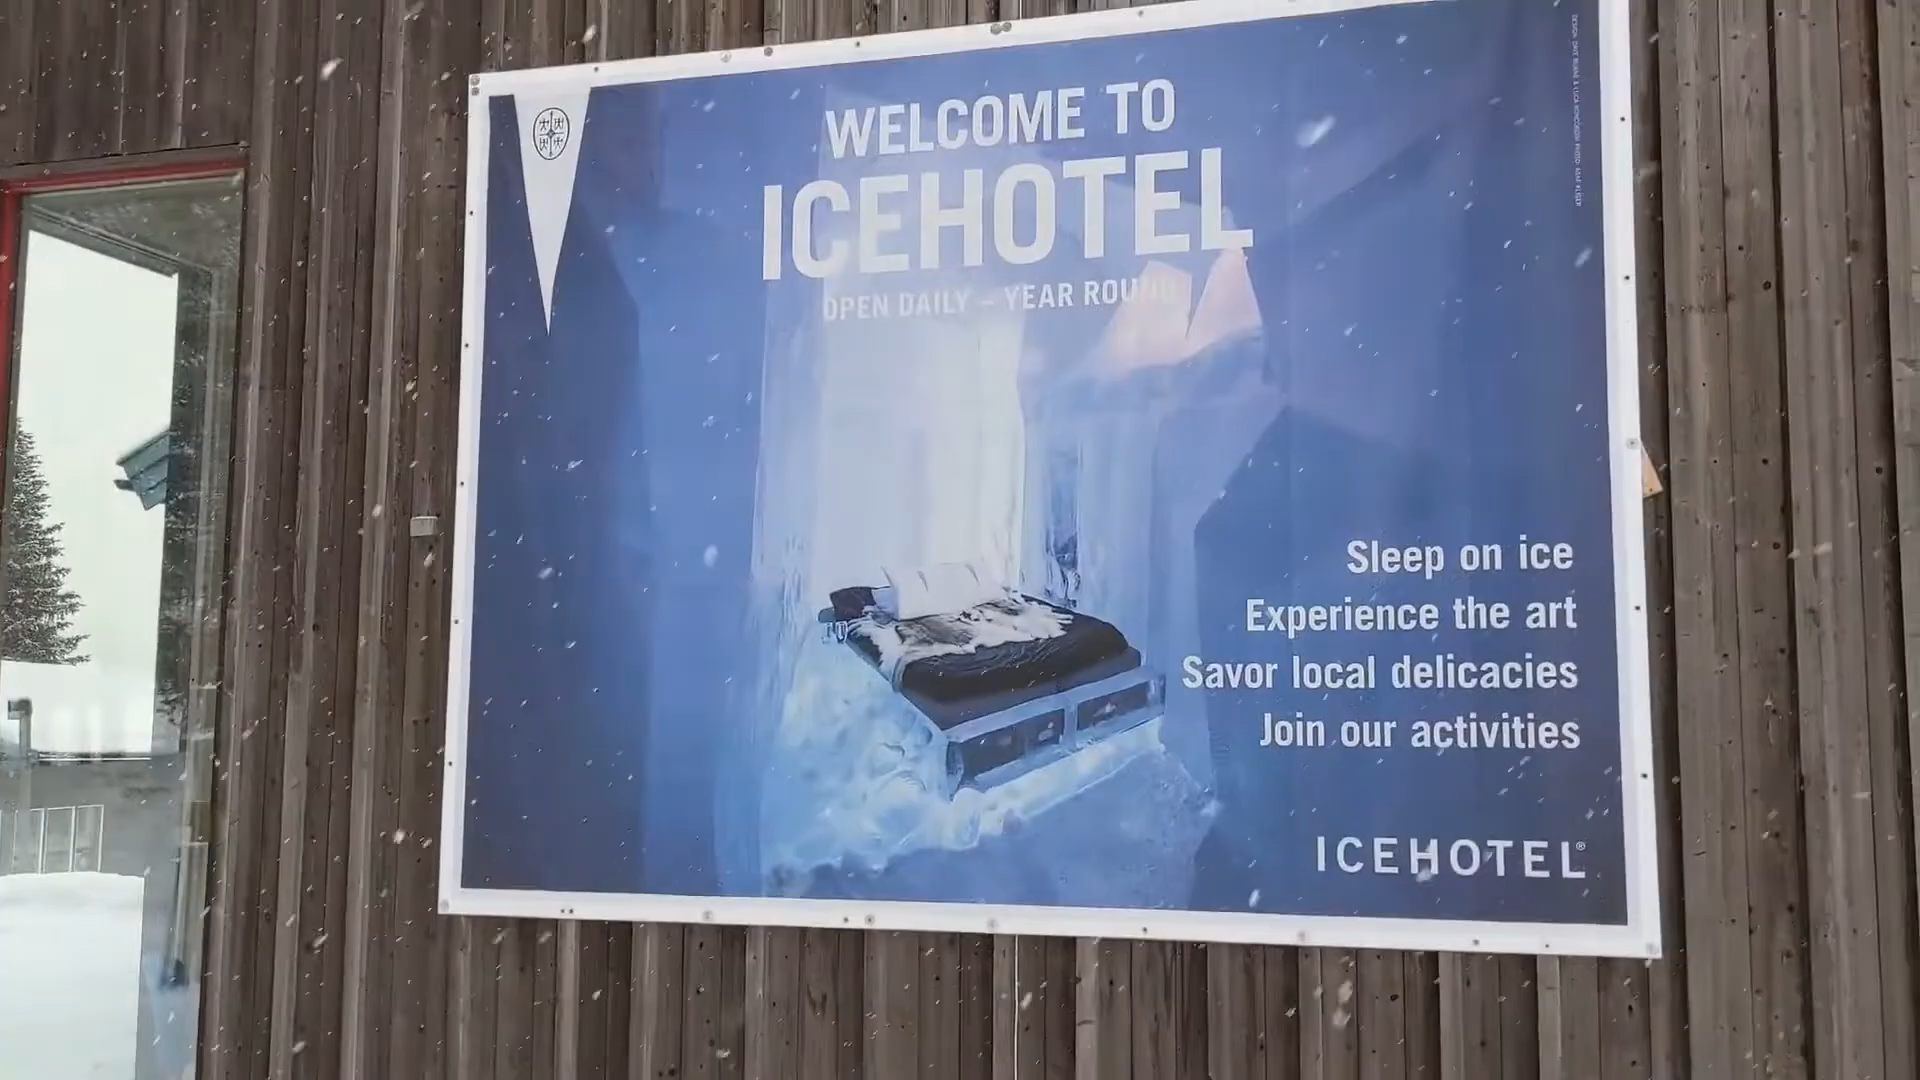 WELCOME TO
ICEHOTEL
OPEN DAILY – YEAR ROUND
Sleep on ice
Experience the art
Savor local delicacies
Join our activities
ICEHOTEL®